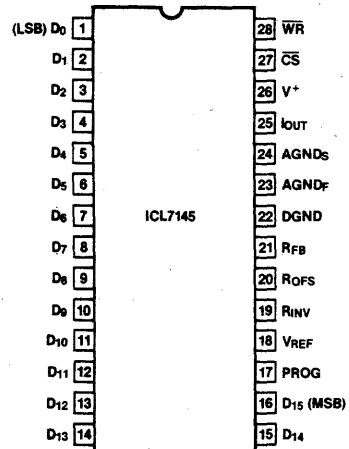 (LSB) D0 1 28 WR
D1 2 27 CS
D2 3 26 V+
D3 4 25 IOUT
D4 5 24 AGNDS
D5 6 23 AGNDF
D6 7 ICL7145 22 DGND
D7 8 21 RFB
D8 9 20 ROFS
D9 10 19 RINV
D10 11 18 VREF
D11 12 17 PROG
D12 13 16 D15 (MSB)
D13 14 15 D14